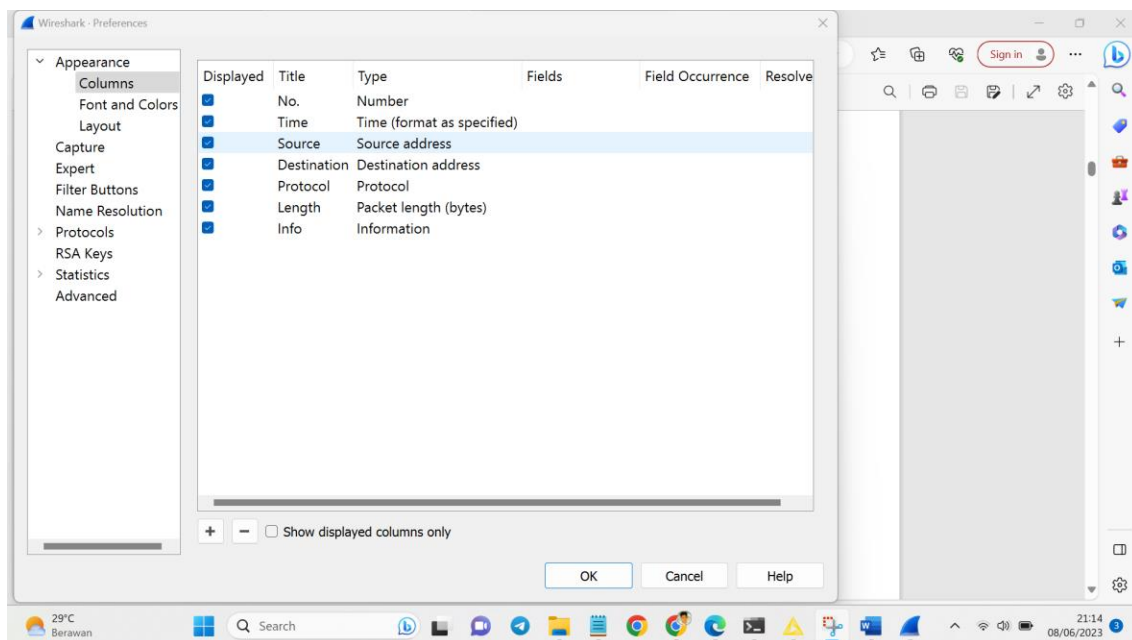 Wireshark · Preferences
Appearance
Columns
Font and Colors
Layout
Capture
Expert
Filter Buttons
Name Resolution
Protocols
RSA Keys
Statistics
Advanced
Displayed Title Type Fields Field Occurrence Resolve
No. Number
Time Time (format as specified)
Source Source address
Destination Destination address
Protocol Protocol
Length Packet length (bytes)
Info Information
+ − Show displayed columns only
OK Cancel Help
Sign in
29°C
Berawan
Search
21:14
08/06/2023
3